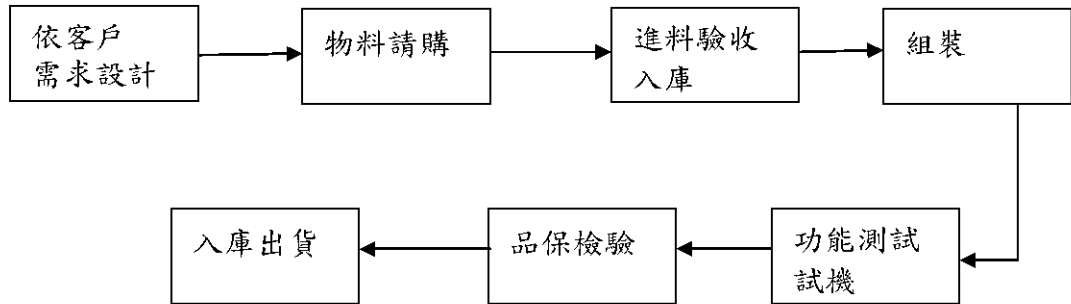 依客戶
需求設計
物料請購
進料驗收
入庫
組裝
功能測試
試機
品保檢驗
入庫出貨